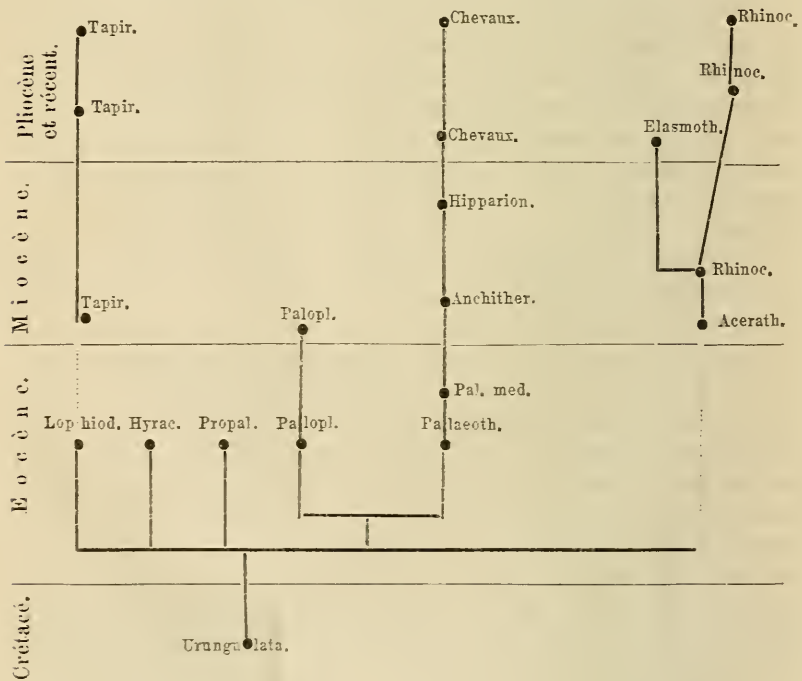 Tapir. Chevaux. Rhinoc.
Pliocène
et récent.
Rhinoc.
Tapir.
Elasmoth.
Chevaux.
Miocène.
Hipparion.
Rhinoc.
Tapir. Palopl. Anchither.
Acerath.
Eocène.
Pal. med.
Lophiod. Hyrac. Propal. Palopl. Palaeoth.
Crétacé.
Urungulata.